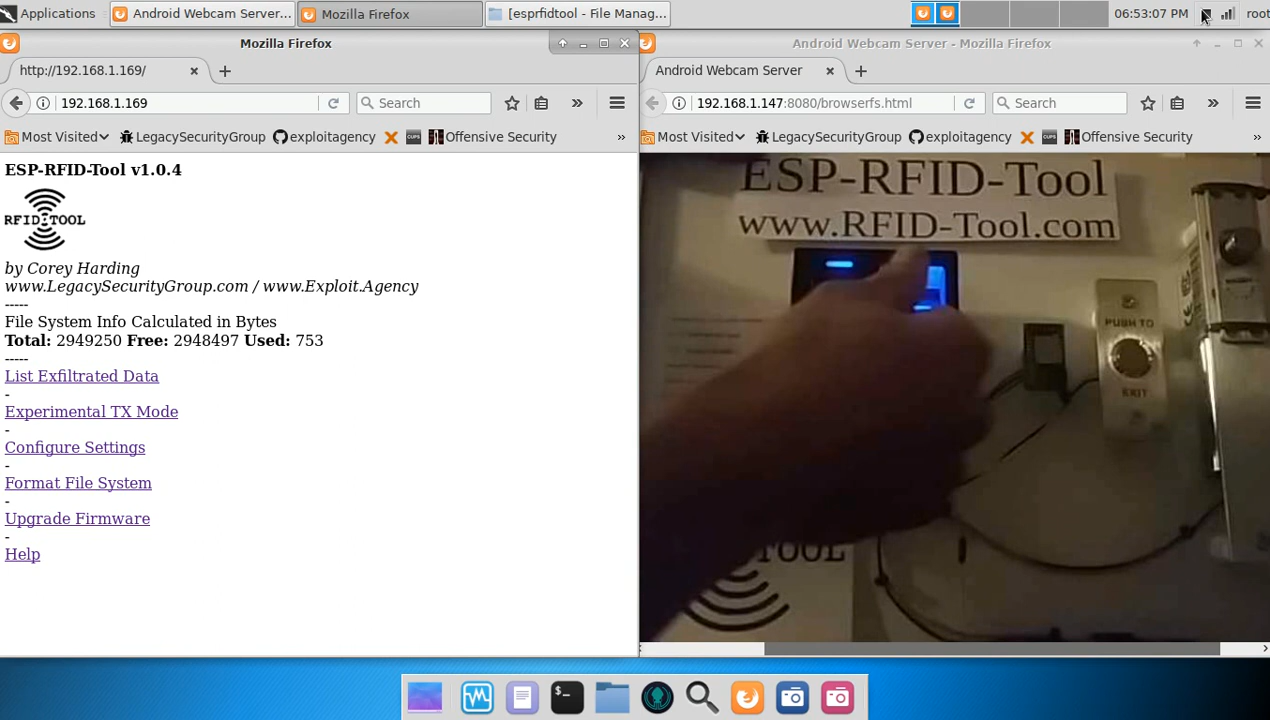 Applications
Android Webcam Server...
Mozilla Firefox
[esprfidtool - File Manag...
06:53:07 PM
root
Mozilla Firefox
http://192.168.1.169/
192.168.1.169
Search
Most Visited
LegacySecurityGroup
exploitagency
CUPS
Offensive Security
»
ESP-RFID-Tool v1.0.4
RFID TOOL
by Corey Harding
www.LegacySecurityGroup.com / www.Exploit.Agency
-----
File System Info Calculated in Bytes
Total: 2949250 Free: 2948497 Used: 753
-----
List Exfiltrated Data
-
Experimental TX Mode
-
Configure Settings
-
Format File System
-
Upgrade Firmware
-
Help
Android Webcam Server - Mozilla Firefox
Android Webcam Server
192.168.1.147:8080/browserfs.html
Search
Most Visited
LegacySecurityGroup
exploitagency
CUPS
Offensive Security
»
ESP-RFID-Tool
www.RFID-Tool.com
PUSH TO
EXIT
TOOL